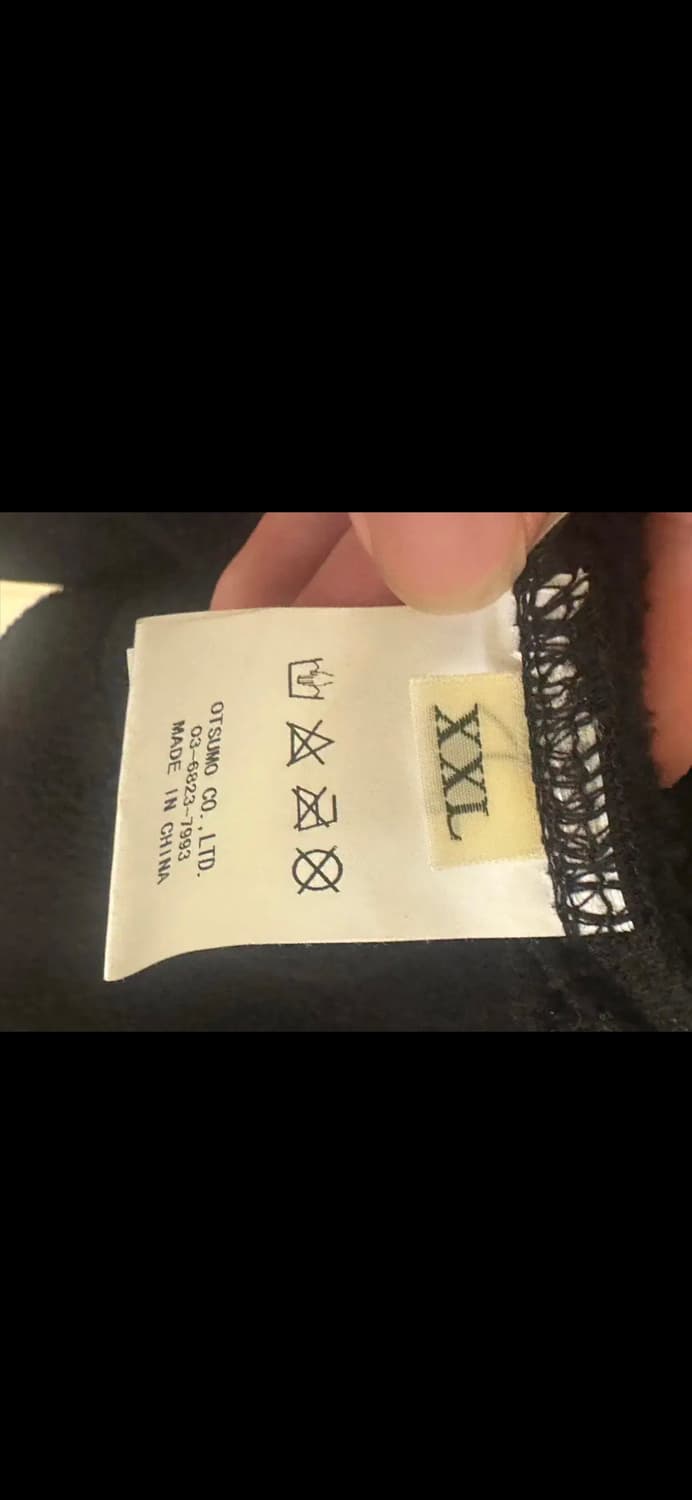 XXL
OTSUMO CO.,LTD.
03-6823-7993
MADE IN CHINA